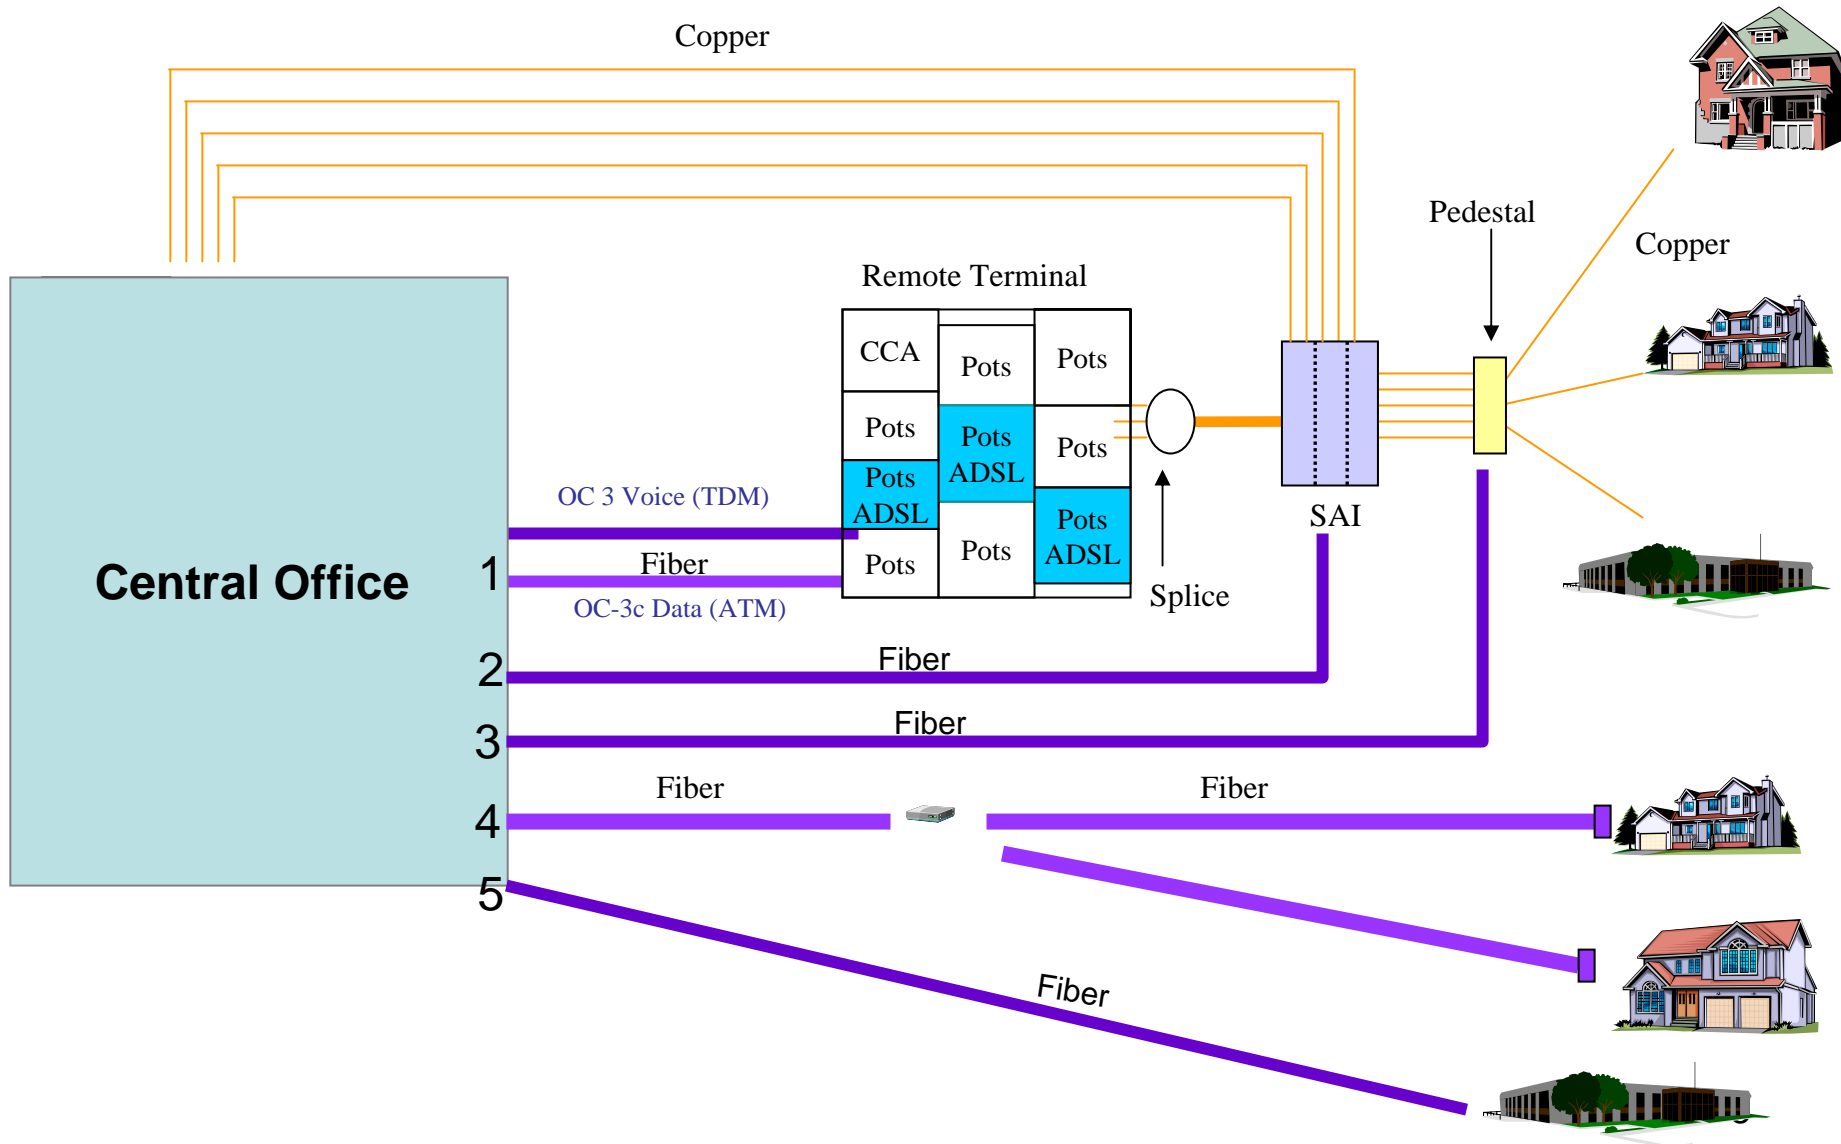 Copper
Pedestal
Copper
Remote Terminal
CCA
Pots
Pots
Pots
Pots
ADSL
Pots
Pots
ADSL
Pots
Pots
Pots
Pots
ADSL
SAI
Splice
OC 3 Voice (TDM)
Fiber
OC-3c Data (ATM)
Central Office
1
2
Fiber
3
Fiber
4
Fiber
Fiber
5
Fiber